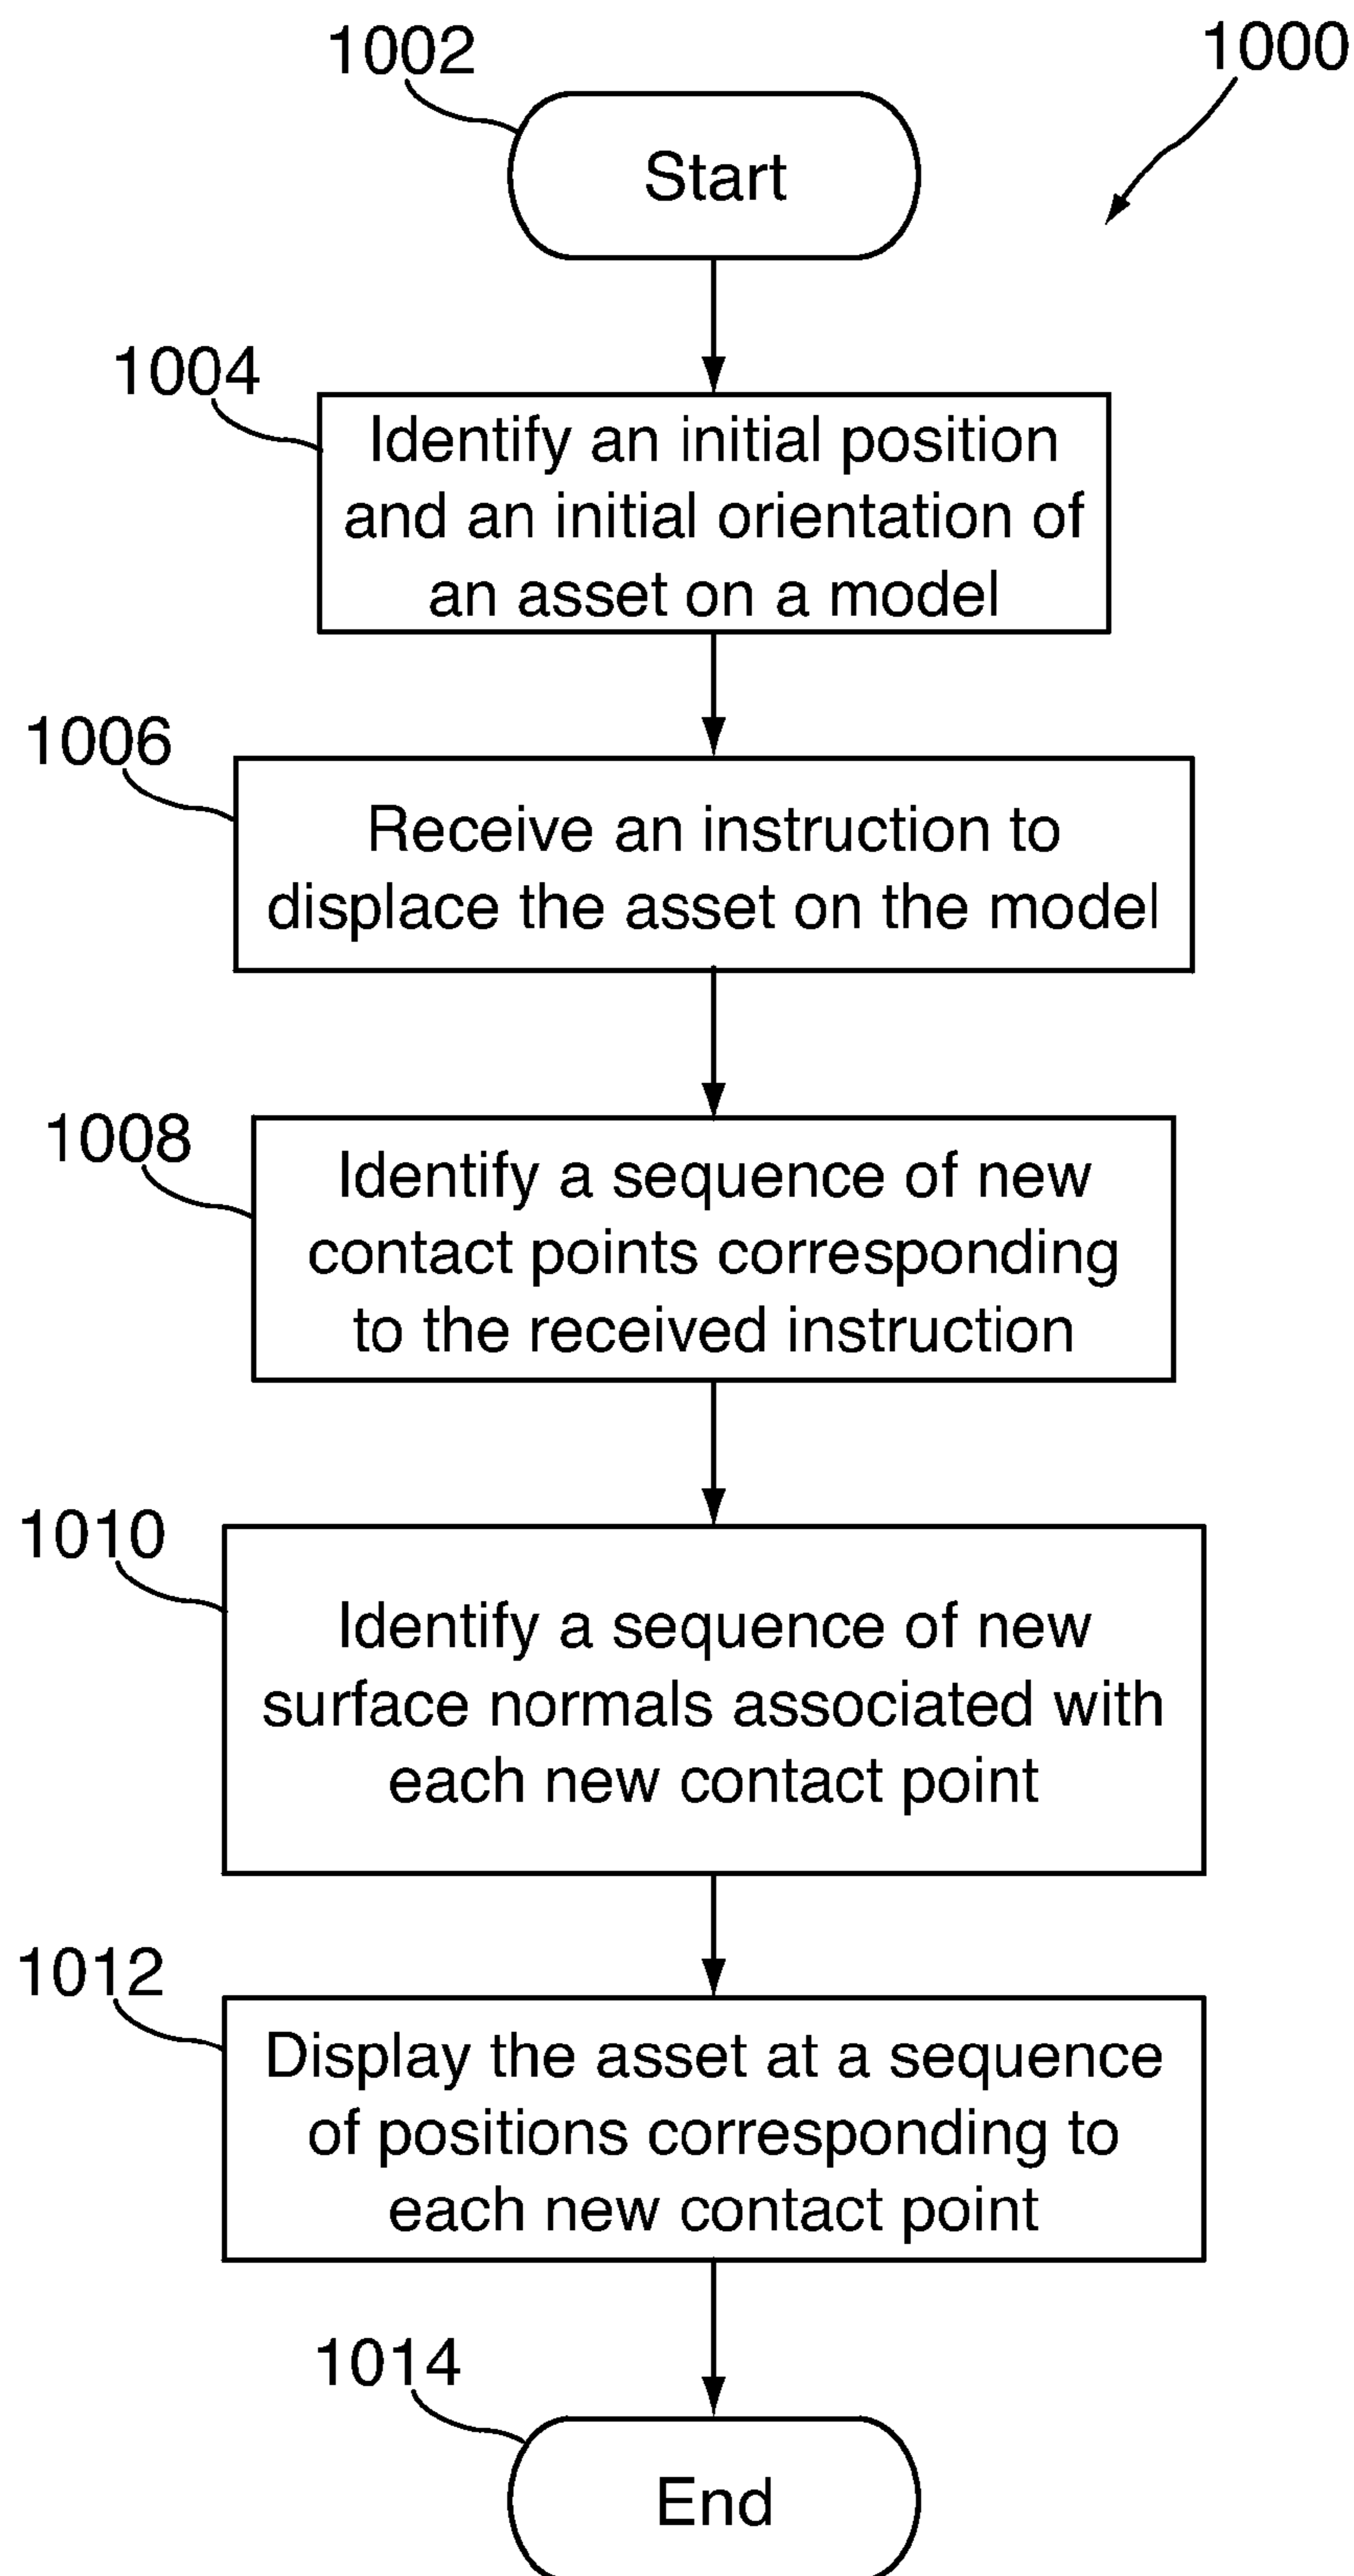 1002
1000
Start
1004
Identify an initial position
and an initial orientation of
an asset on a model
1006
Receive an instruction to
displace the asset on the model
1008
Identify a sequence of new
contact points corresponding
to the received instruction
1010
Identify a sequence of new
surface normals associated with
each new contact point
1012
Display the asset at a sequence
of positions corresponding to
each new contact point
1014
End